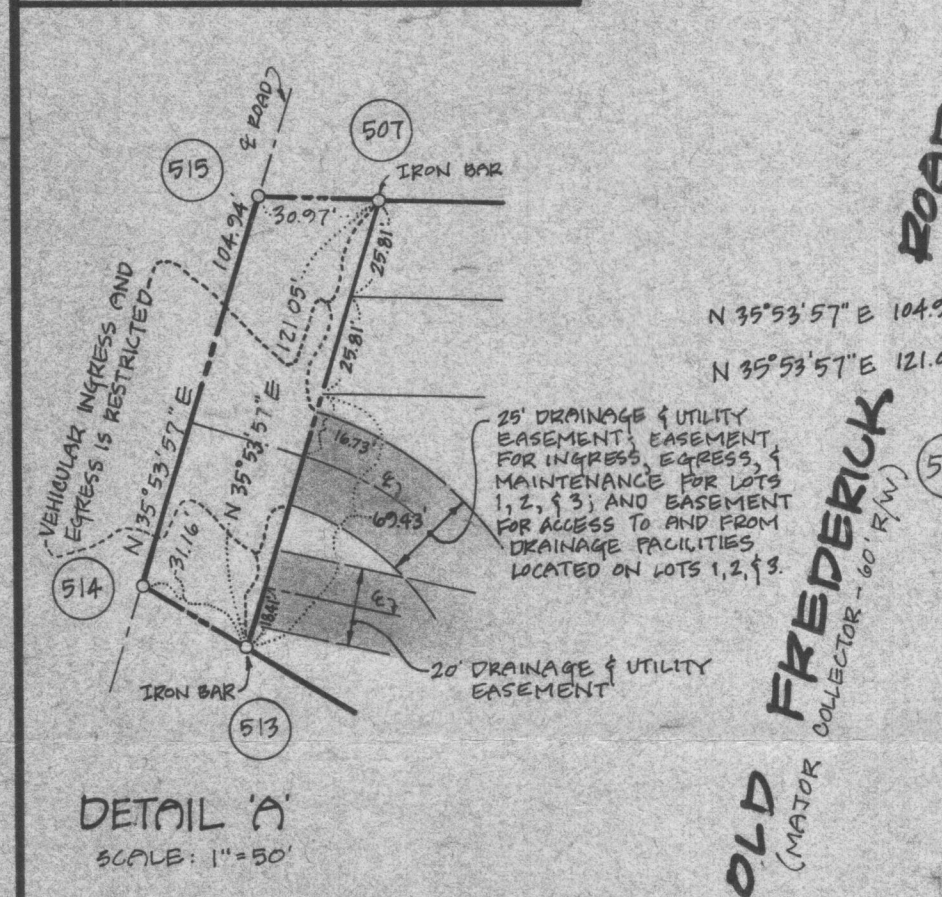 ℄ ROAD
515
507
IRON BAR
30.97'
104.94'
25.81'
121.05'
25.81'
VEHICULAR INGRESS AND
EGRESS IS RESTRICTED
N 35°53'57" E
N 35°53'57" E
31.16
16.73'
℄
69.43'
℄
25' DRAINAGE & UTILITY
EASEMENT; EASEMENT
FOR INGRESS, EGRESS, &
MAINTENANCE FOR LOTS
1, 2, & 3; AND EASEMENT
FOR ACCESS TO AND FROM
DRAINAGE FACILITIES
LOCATED ON LOTS 1, 2, & 3.
20' DRAINAGE & UTILITY
EASEMENT
514
IRON BAR
513
DETAIL 'A'
SCALE: 1"=50'
ROAD
N 35°53'57" E 104.9
N 35°53'57" E 121.0
OLD FREDERICK
(MAJOR COLLECTOR - 60' R/W)